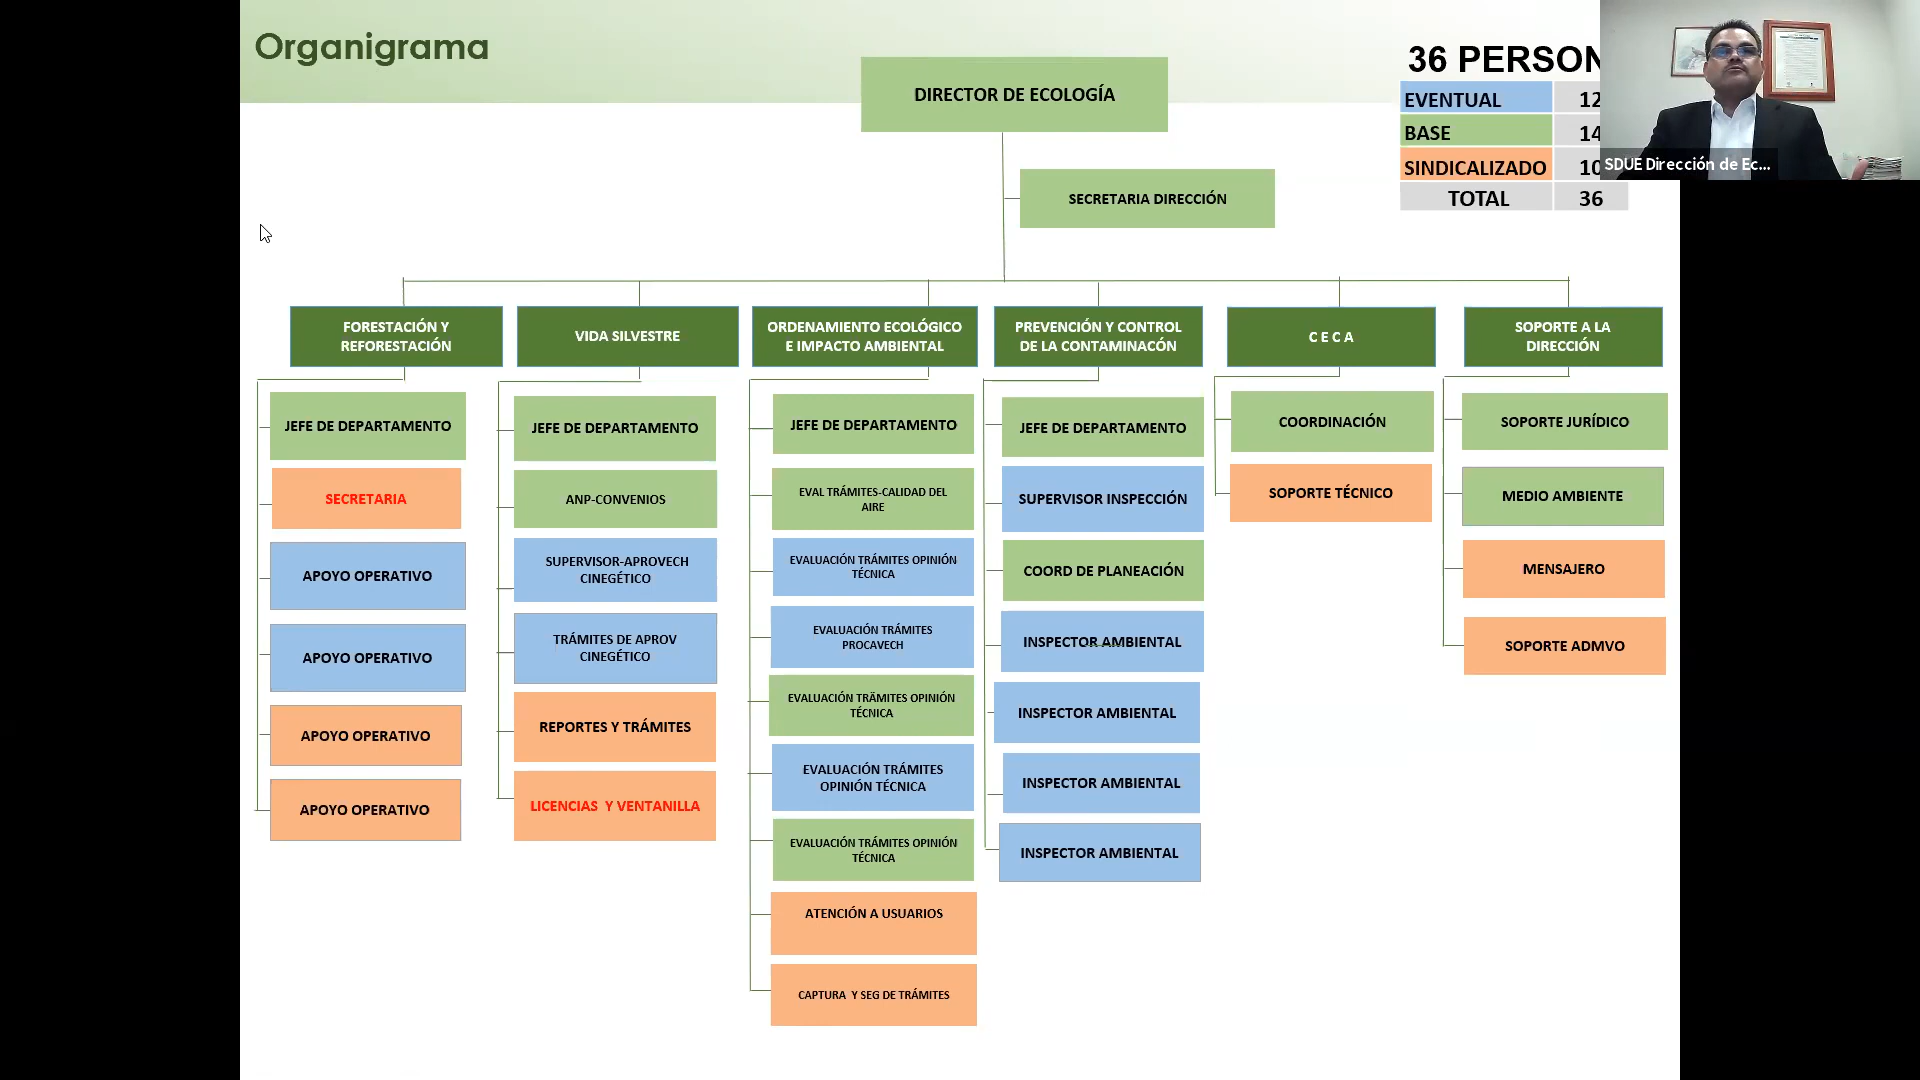 Organigrama
DIRECTOR DE ECOLOGÍA
36 PERSON
EVENTUAL 12
BASE 14
SINDICALIZADO 10
TOTAL 36
SDUE Dirección de Ec...
SECRETARIA DIRECCIÓN
FORESTACIÓN Y
REFORESTACIÓN
JEFE DE DEPARTAMENTO
SECRETARIA
APOYO OPERATIVO
APOYO OPERATIVO
APOYO OPERATIVO
APOYO OPERATIVO
VIDA SILVESTRE
JEFE DE DEPARTAMENTO
ANP-CONVENIOS
SUPERVISOR-APROVECH
CINEGÉTICO
TRÁMITES DE APROV
CINEGÉTICO
REPORTES Y TRÁMITES
LICENCIAS Y VENTANILLA
ORDENAMIENTO ECOLÓGICO
E IMPACTO AMBIENTAL
JEFE DE DEPARTAMENTO
EVAL TRÁMITES-CALIDAD DEL
AIRE
EVALUACIÓN TRÁMITES OPINIÓN
TÉCNICA
EVALUACIÓN TRÁMITES
PROCAVECH
EVALUACIÓN TRÄMITES OPINIÓN
TÉCNICA
EVALUACIÓN TRÁMITES
OPINIÓN TÉCNICA
EVALUACIÓN TRÁMITES OPINIÓN
TÉCNICA
ATENCIÓN A USUARIOS
CAPTURA Y SEG DE TRÁMITES
PREVENCIÓN Y CONTROL
DE LA CONTAMINACÓN
JEFE DE DEPARTAMENTO
SUPERVISOR INSPECCIÓN
COORD DE PLANEACIÓN
INSPECTOR AMBIENTAL
INSPECTOR AMBIENTAL
INSPECTOR AMBIENTAL
INSPECTOR AMBIENTAL
C E C A
COORDINACIÓN
SOPORTE TÉCNICO
SOPORTE A LA
DIRECCIÓN
SOPORTE JURÍDICO
MEDIO AMBIENTE
MENSAJERO
SOPORTE ADMVO